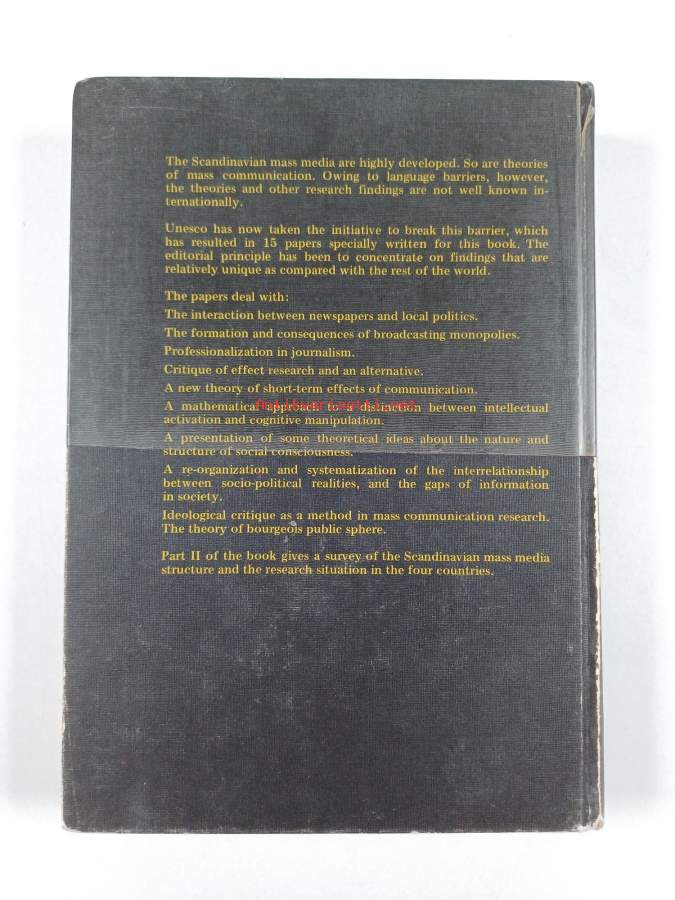 The Scandinavian mass media are highly developed. So are theories
of mass communication. Owing to language barriers, however,
the theories and other research findings are not well known in-
ternationally.
Unesco has now taken the initiative to break this barrier, which
has resulted in 15 papers specially written for this book. The
editorial principle has been to concentrate on findings that are
relatively unique as compared with the rest of the world.
The papers deal with:
The interaction between newspapers and local politics.
The formation and consequences of broadcasting monopolies.
Professionalization in journalism.
Critique of effect research and an alternative.
A new theory of short-term effects of communication.
A mathematical approach to a distinction between intellectual
activation and cognitive manipulation.
A presentation of some theoretical ideas about the nature and
structure of social consciousness.
A re-organization and systematization of the interrelationship
between socio-political realities, and the gaps of information
in society.
Ideological critique as a method in mass communication research.
The theory of bourgeois public sphere.
Part II of the book gives a survey of the Scandinavian mass media
structure and the research situation in the four countries.